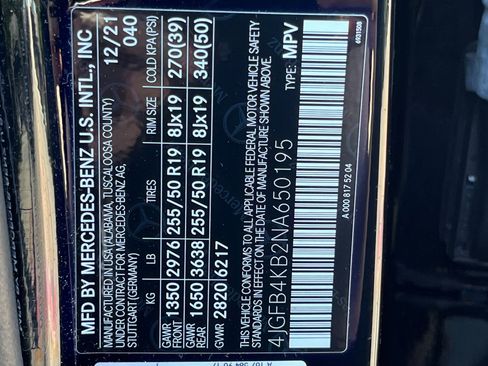 MFD BY MERCEDES-BENZ U.S. INTL., INC
MANUFACTURED IN USA (ALABAMA, TUSCALOOSA COUNTY)
FOR MERCEDES-BENZ AG,
STUTTGART (GERMANY)
12/21
040
KG LB TIRES RIM SIZE COLD KPA(PSI)
GAWR FRONT 1350 2976 255/50 R19 8Jx19 270(39)
GAWR REAR 1650 3638 255/50 R19 8Jx19 340(50)
GVWR 2820 6217
THIS VEHICLE CONFORMS TO ALL APPLICABLE FEDERAL MOTOR VEHICLE SAFETY
STANDARDS IN EFFECT ON THE DATE OF MANUFACTURE SHOWN ABOVE.
4JGFB4KB2NA650195 TYPE: MPV
A 000 817 52 04
6931508